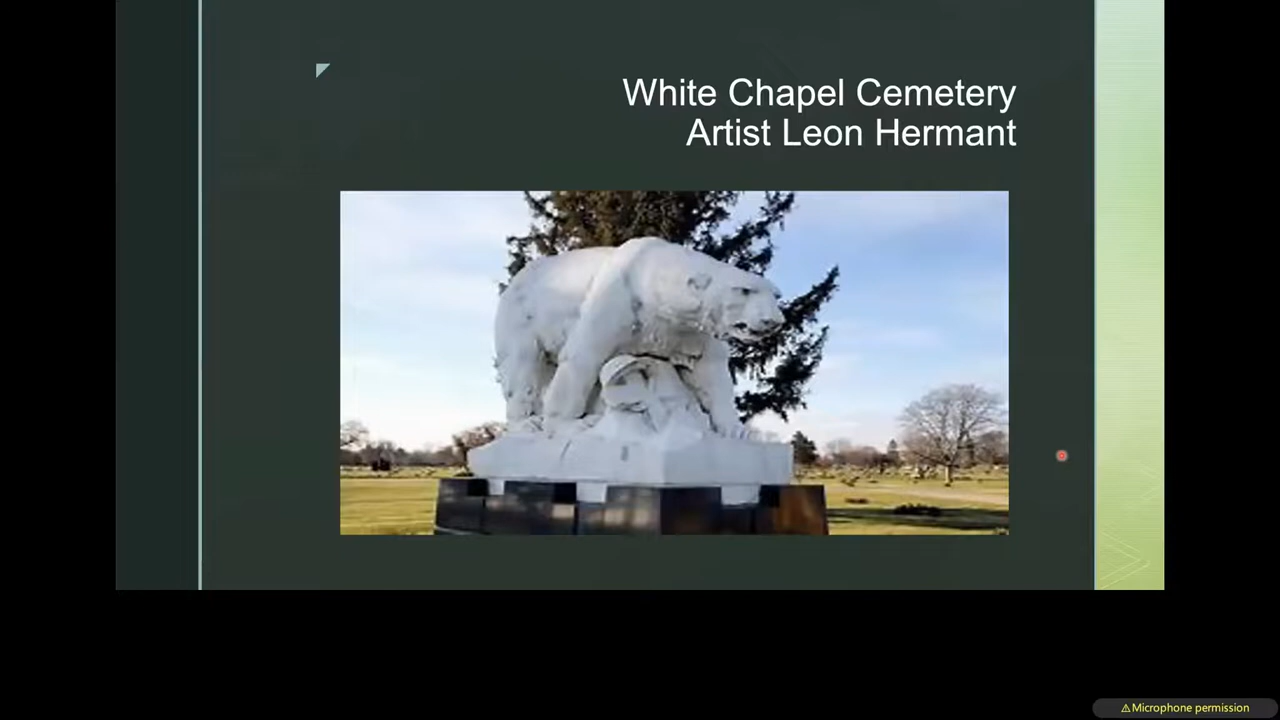 White Chapel Cemetery
Artist Leon Hermant
⚠Microphone permission